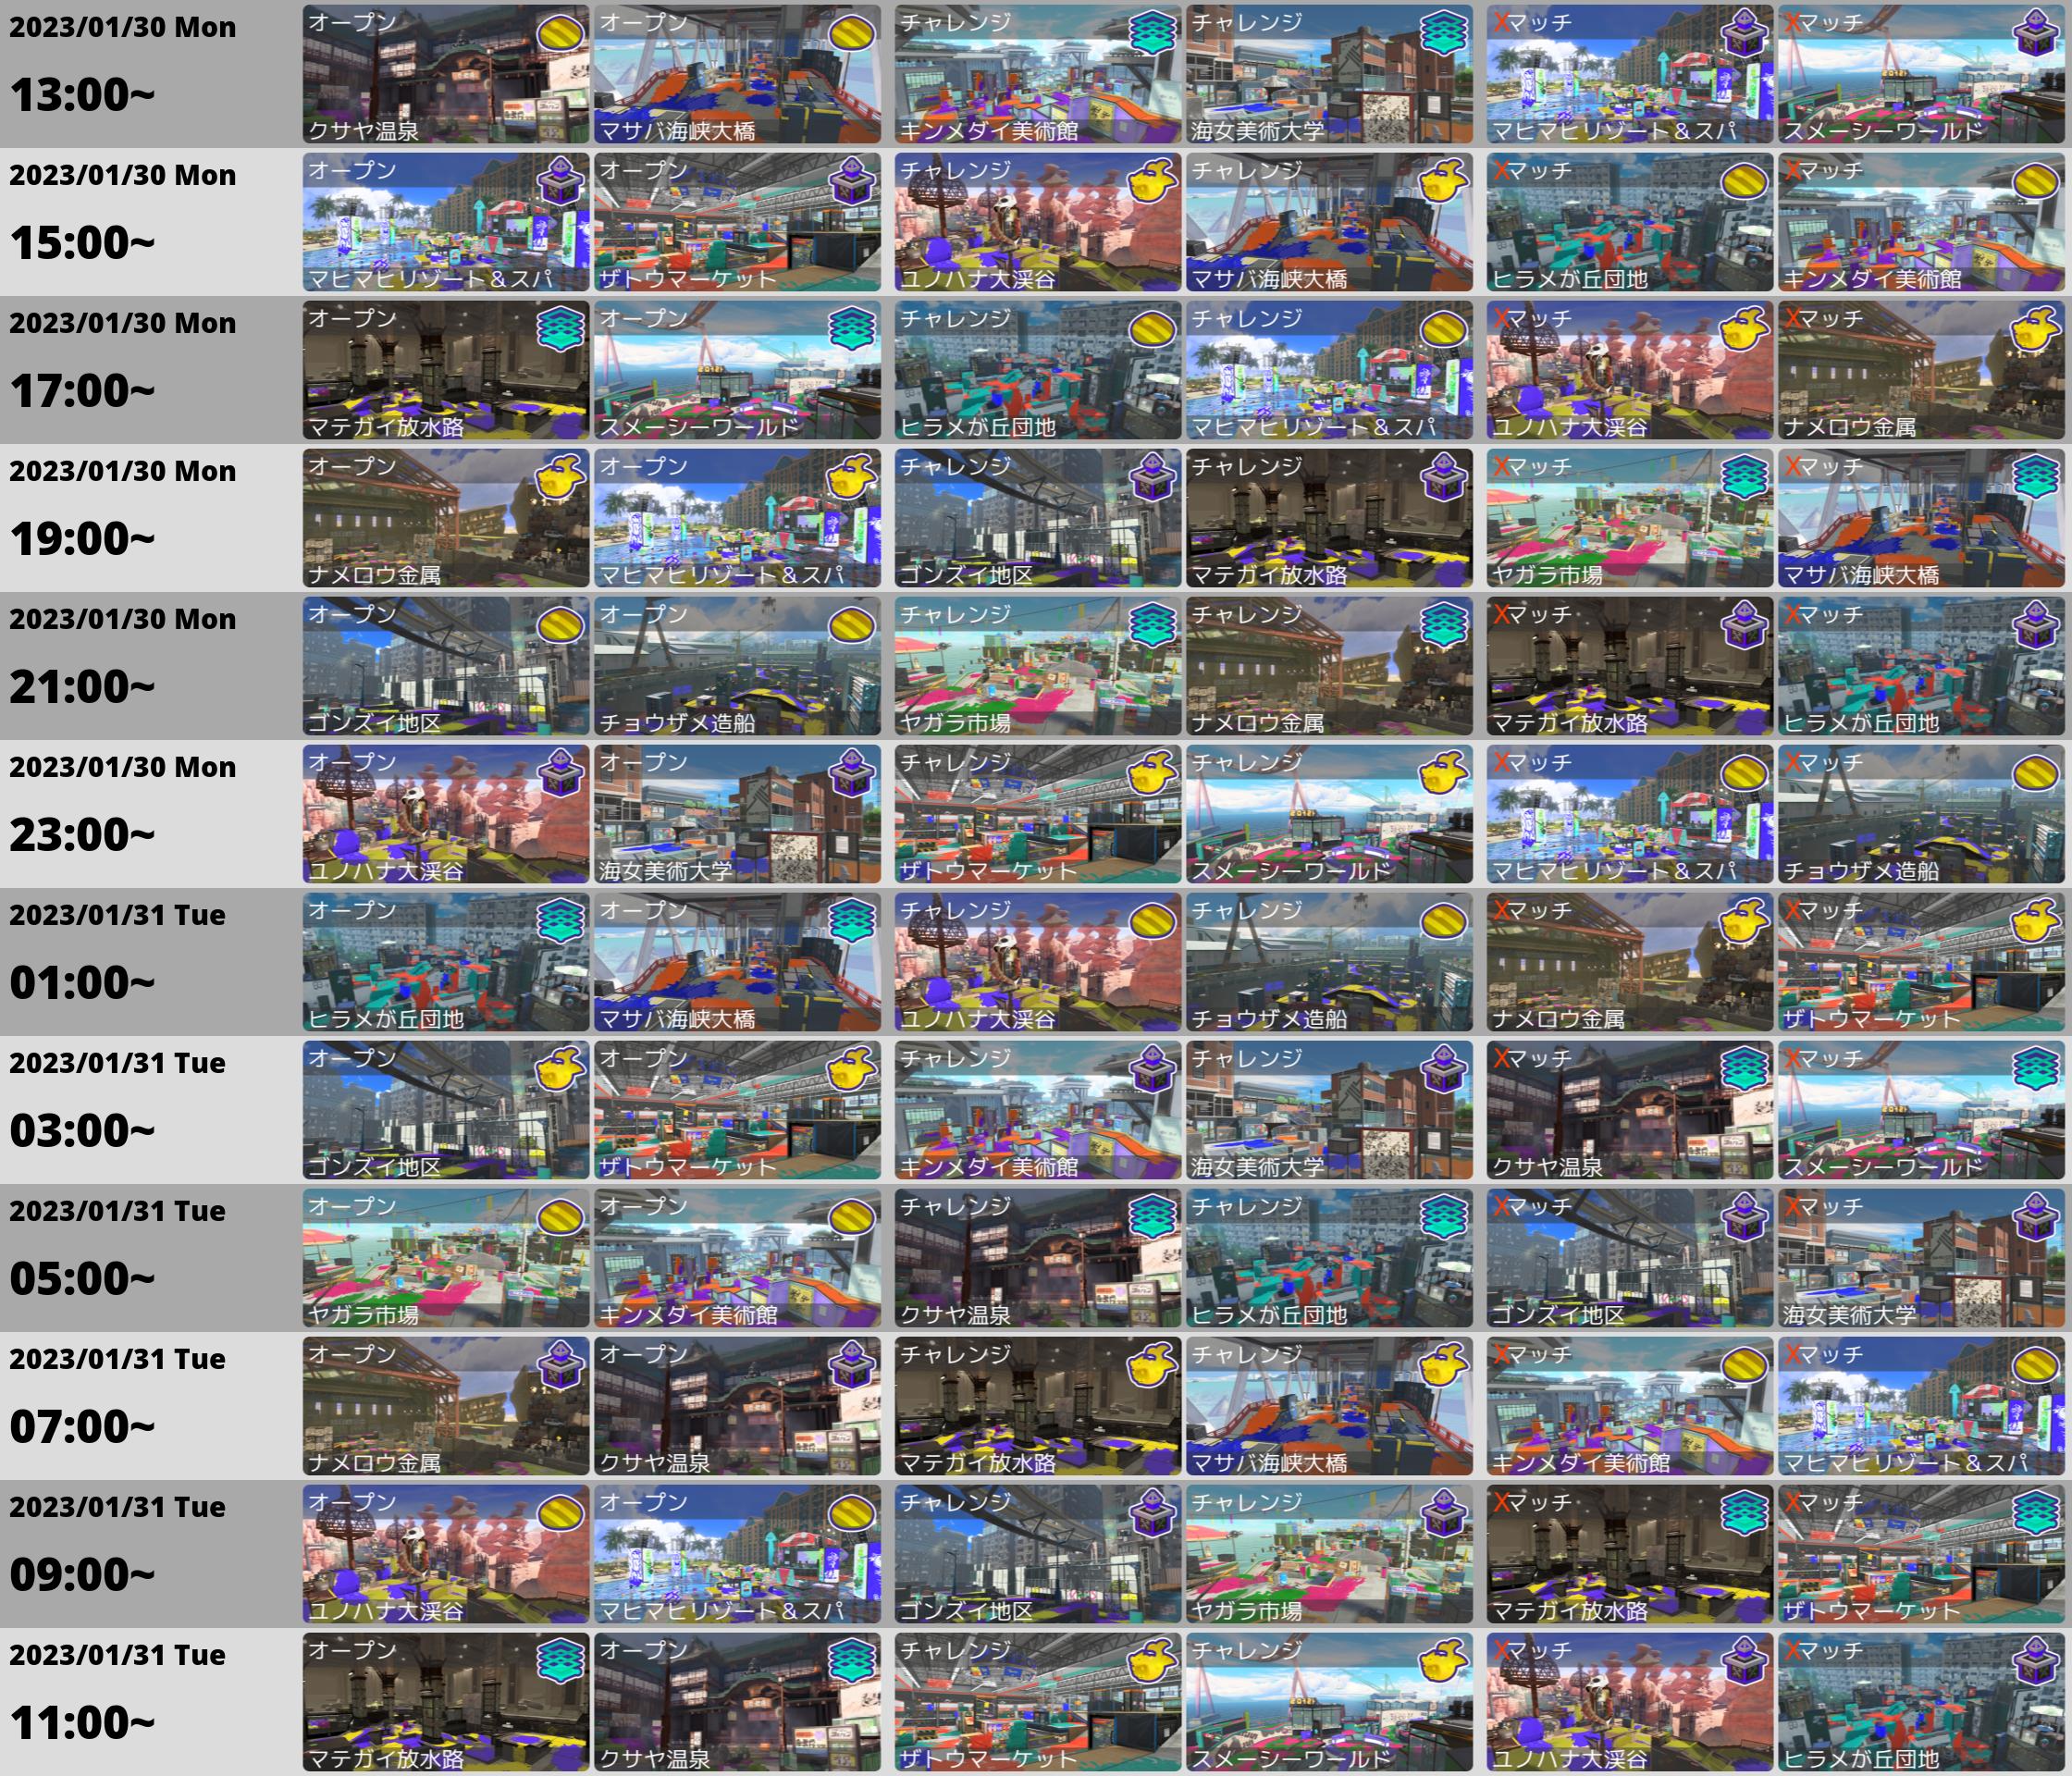 2023/01/30 Mon
13:00~
オープン オープン チャレンジ チャレンジ Xマッチ Xマッチ
クサヤ温泉 マサバ海峡大橋 キンメダイ美術館 海女美術大学 マヒマヒリゾート＆スパ スメーシーワールド
2023/01/30 Mon
15:00~
オープン オープン チャレンジ チャレンジ Xマッチ Xマッチ
マヒマヒリゾート＆スパ ザトウマーケット ユノハナ大渓谷 マサバ海峡大橋 ヒラメが丘団地 キンメダイ美術館
2023/01/30 Mon
17:00~
オープン オープン チャレンジ チャレンジ Xマッチ Xマッチ
マテガイ放水路 スメーシーワールド ヒラメが丘団地 マヒマヒリゾート＆スパ ユノハナ大渓谷 ナメロウ金属
2023/01/30 Mon
19:00~
オープン オープン チャレンジ チャレンジ Xマッチ Xマッチ
ナメロウ金属 マヒマヒリゾート＆スパ ゴンズイ地区 マテガイ放水路 ヤガラ市場 マサバ海峡大橋
2023/01/30 Mon
21:00~
オープン オープン チャレンジ チャレンジ Xマッチ Xマッチ
ゴンズイ地区 チョウザメ造船 ヤガラ市場 ナメロウ金属 マテガイ放水路 ヒラメが丘団地
2023/01/30 Mon
23:00~
オープン オープン チャレンジ チャレンジ Xマッチ Xマッチ
ユノハナ大渓谷 海女美術大学 ザトウマーケット スメーシーワールド マヒマヒリゾート＆スパ チョウザメ造船
2023/01/31 Tue
01:00~
オープン オープン チャレンジ チャレンジ Xマッチ Xマッチ
ヒラメが丘団地 マサバ海峡大橋 ユノハナ大渓谷 チョウザメ造船 ナメロウ金属 ザトウマーケット
2023/01/31 Tue
03:00~
オープン オープン チャレンジ チャレンジ Xマッチ Xマッチ
ゴンズイ地区 ザトウマーケット キンメダイ美術館 海女美術大学 クサヤ温泉 スメーシーワールド
2023/01/31 Tue
05:00~
オープン オープン チャレンジ チャレンジ Xマッチ Xマッチ
ヤガラ市場 キンメダイ美術館 クサヤ温泉 ヒラメが丘団地 ゴンズイ地区 海女美術大学
2023/01/31 Tue
07:00~
オープン オープン チャレンジ チャレンジ Xマッチ Xマッチ
ナメロウ金属 クサヤ温泉 マテガイ放水路 マサバ海峡大橋 キンメダイ美術館 マヒマヒリゾート＆スパ
2023/01/31 Tue
09:00~
オープン オープン チャレンジ チャレンジ Xマッチ Xマッチ
ユノハナ大渓谷 マヒマヒリゾート＆スパ ゴンズイ地区 ヤガラ市場 マテガイ放水路 ザトウマーケット
2023/01/31 Tue
11:00~
オープン オープン チャレンジ チャレンジ Xマッチ Xマッチ
マテガイ放水路 クサヤ温泉 ザトウマーケット スメーシーワールド ユノハナ大渓谷 ヒラメが丘団地